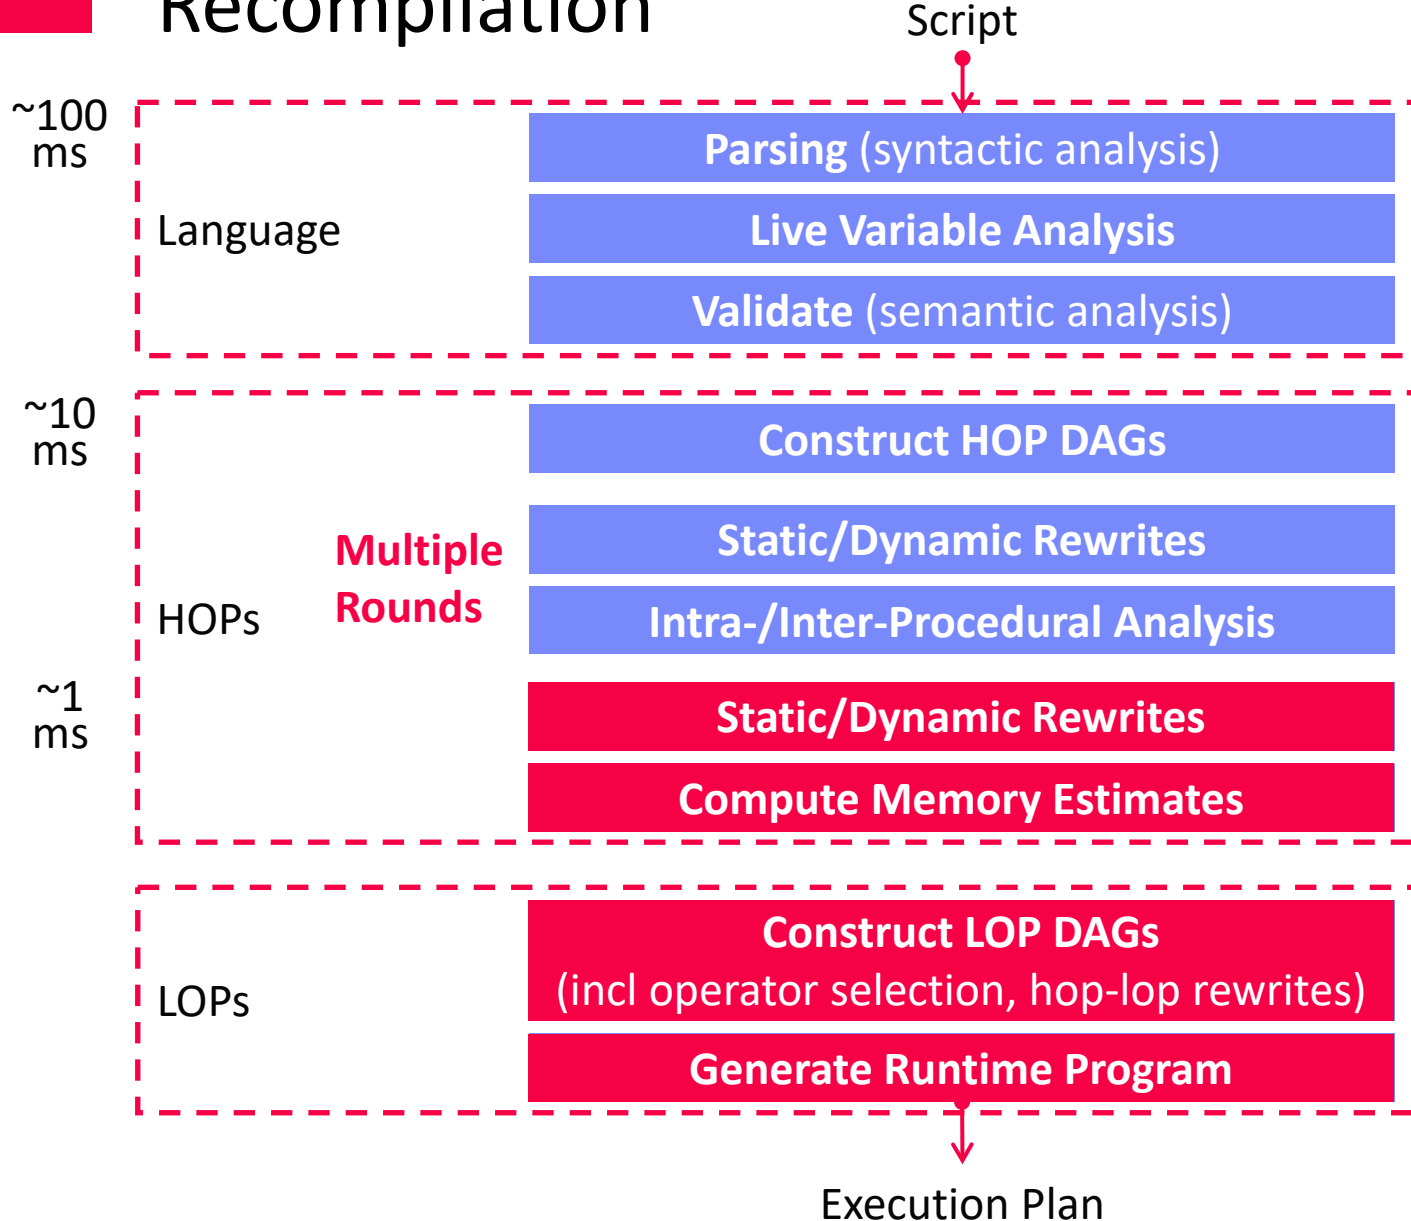 Recompilation
Script
~100
ms
Parsing (syntactic analysis)
Language
Live Variable Analysis
Validate (semantic analysis)
~10
ms
Construct HOP DAGs
Multiple
Rounds
Static/Dynamic Rewrites
HOPs
Intra-/Inter-Procedural Analysis
~1
ms
Static/Dynamic Rewrites
Compute Memory Estimates
LOPs
Construct LOP DAGs
(incl operator selection, hop-lop rewrites)
Generate Runtime Program
Execution Plan